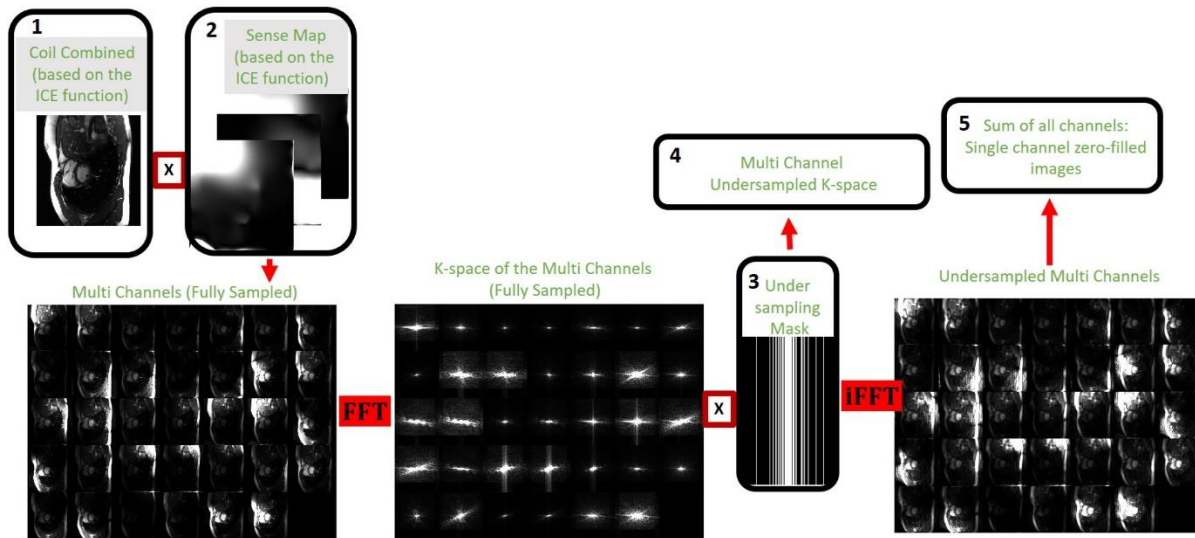 1
Coil Combined
(based on the
ICE function)
X
2
Sense Map
(based on the
ICE function)
Multi Channels (Fully Sampled)
FFT
K-space of the Multi Channels
(Fully Sampled)
X
3
Under
sampling
Mask
4
Multi Channel
Undersampled K-space
iFFT
Undersampled Multi Channels
5
Sum of all channels:
Single channel zero-filled
images